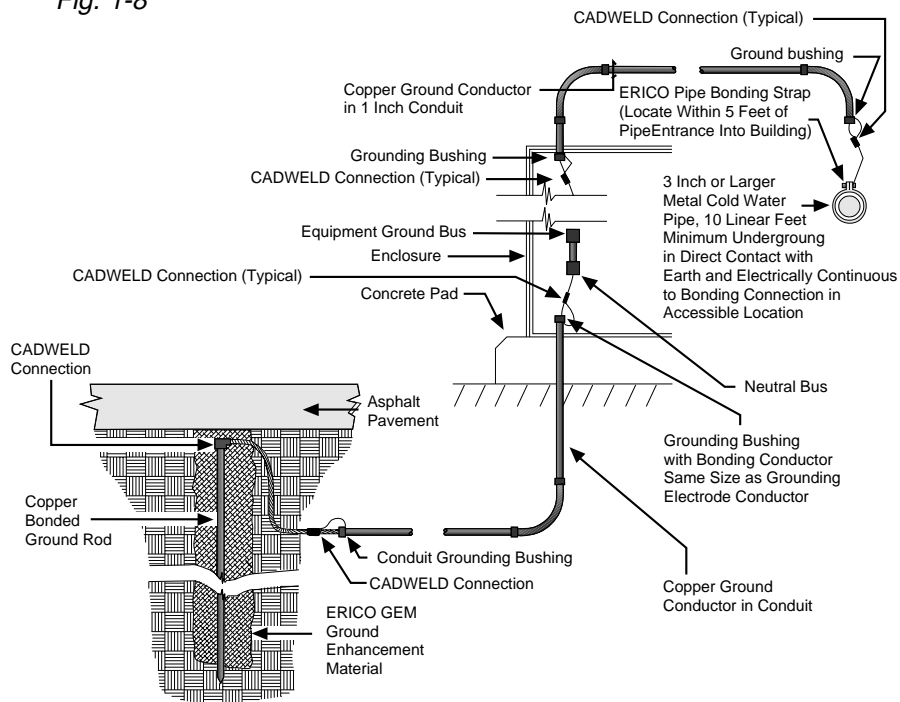 Fig. 1-8
CADWELD Connection (Typical)
Ground bushing
Copper Ground Conductor
in 1 Inch Conduit
ERICO Pipe Bonding Strap
(Locate Within 5 Feet of
PipeEntrance Into Building)
Grounding Bushing
CADWELD Connection (Typical)
3 Inch or Larger
Metal Cold Water
Pipe, 10 Linear Feet
Minimum Undergroung
in Direct Contact with
Earth and Electrically Continuous
to Bonding Connection in
Accessible Location
Equipment Ground Bus
Enclosure
CADWELD Connection (Typical)
Concrete Pad
CADWELD
Connection
Asphalt
Pavement
Neutral Bus
Grounding Bushing
with Bonding Conductor
Same Size as Grounding
Electrode Conductor
Copper
Bonded
Ground Rod
Conduit Grounding Bushing
CADWELD Connection
Copper Ground
Conductor in Conduit
ERICO GEM
Ground
Enhancement
Material